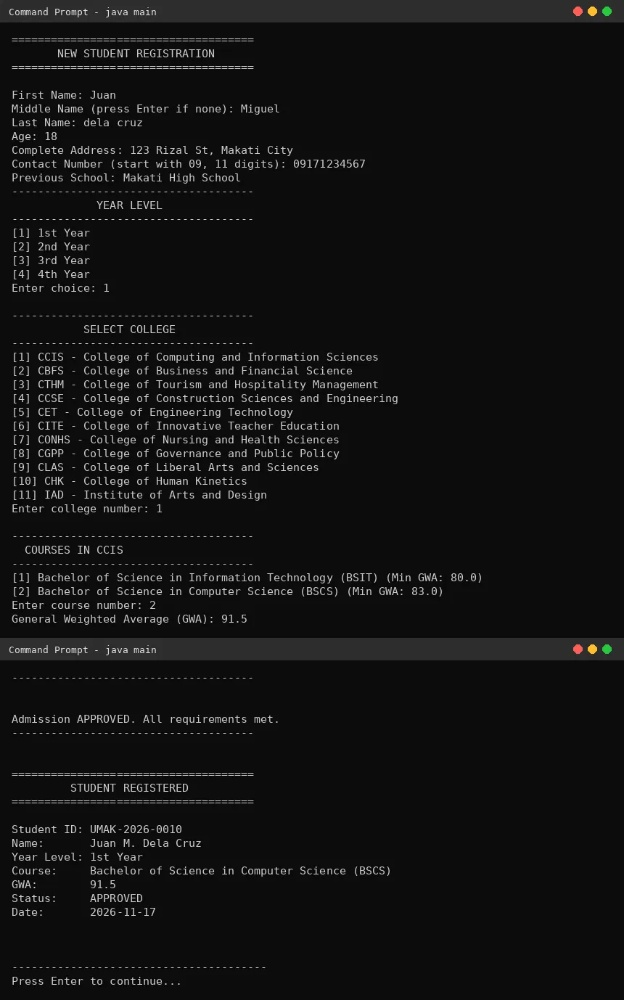 Command Prompt - java main
=====================================
NEW STUDENT REGISTRATION
=====================================
First Name: Juan
Middle Name (press Enter if none): Miguel
Last Name: dela cruz
Age: 18
Complete Address: 123 Rizal St, Makati City
Contact Number (start with 09, 11 digits): 09171234567
Previous School: Makati High School
-------------------------------------
YEAR LEVEL
-------------------------------------
[1] 1st Year
[2] 2nd Year
[3] 3rd Year
[4] 4th Year
Enter choice: 1
-------------------------------------
SELECT COLLEGE
-------------------------------------
[1] CCIS - College of Computing and Information Sciences
[2] CBFS - College of Business and Financial Science
[3] CTHM - College of Tourism and Hospitality Management
[4] CCSE - College of Construction Sciences and Engineering
[5] CET - College of Engineering Technology
[6] CITE - College of Innovative Teacher Education
[7] CONHS - College of Nursing and Health Sciences
[8] CGPP - College of Governance and Public Policy
[9] CLAS - College of Liberal Arts and Sciences
[10] CHK - College of Human Kinetics
[11] IAD - Institute of Arts and Design
Enter college number: 1
-------------------------------------
COURSES IN CCIS
-------------------------------------
[1] Bachelor of Science in Information Technology (BSIT) (Min GWA: 80.0)
[2] Bachelor of Science in Computer Science (BSCS) (Min GWA: 83.0)
Enter course number: 2
General Weighted Average (GWA): 91.5
Command Prompt - java main
-------------------------------------
Admission APPROVED. All requirements met.
-------------------------------------
=====================================
STUDENT REGISTERED
=====================================
Student ID: UMAK-2026-0010
Name: Juan M. Dela Cruz
Year Level: 1st Year
Course: Bachelor of Science in Computer Science (BSCS)
GWA: 91.5
Status: APPROVED
Date: 2026-11-17
---------------------------------------
Press Enter to continue...